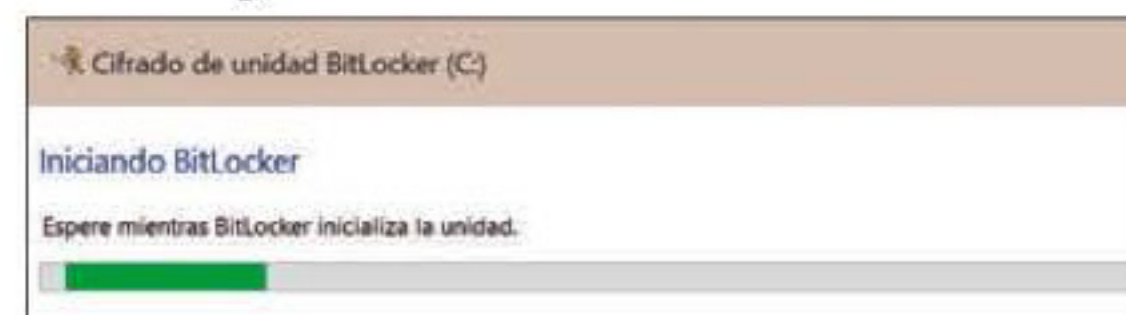 Cifrado de unidad BitLocker (C:)
Iniciando BitLocker
Espere mientras BitLocker inicializa la unidad.